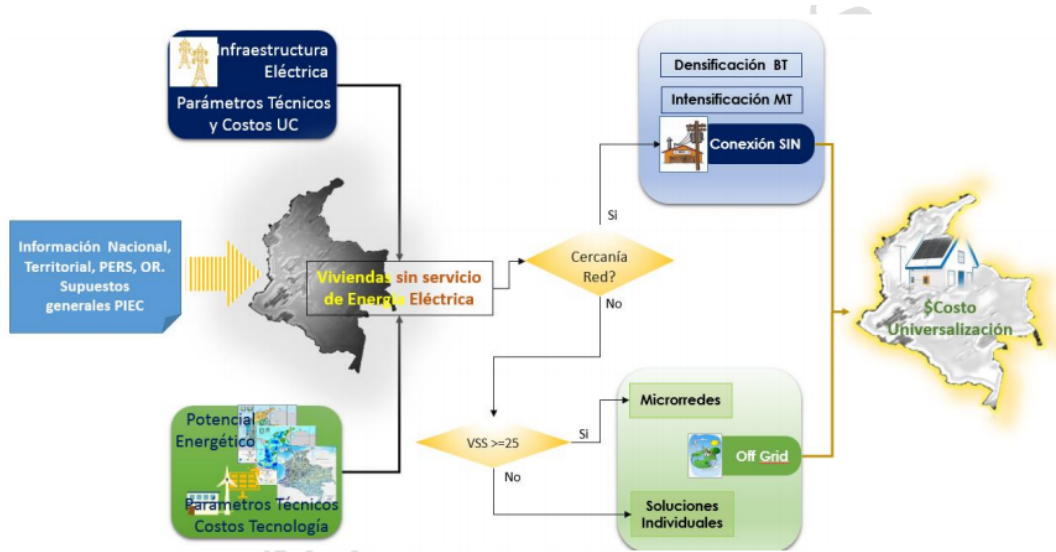 Infraestructura
Eléctrica
Parámetros Técnicos
y Costos UC
Información Nacional,
Territorial, PERS, OR.
Supuestos
generales PIEC
Viviendas sin servicio
de Energía Eléctrica
Potencial
Energético
Parámetros Técnicos
Costos Tecnología
Cercanía
Red?
Si
No
VSS >=25
Si
No
Densificación BT
Intensificación MT
Conexión SIN
Microrredes
Off Grid
Soluciones
Individuales
$Costo
Universalización